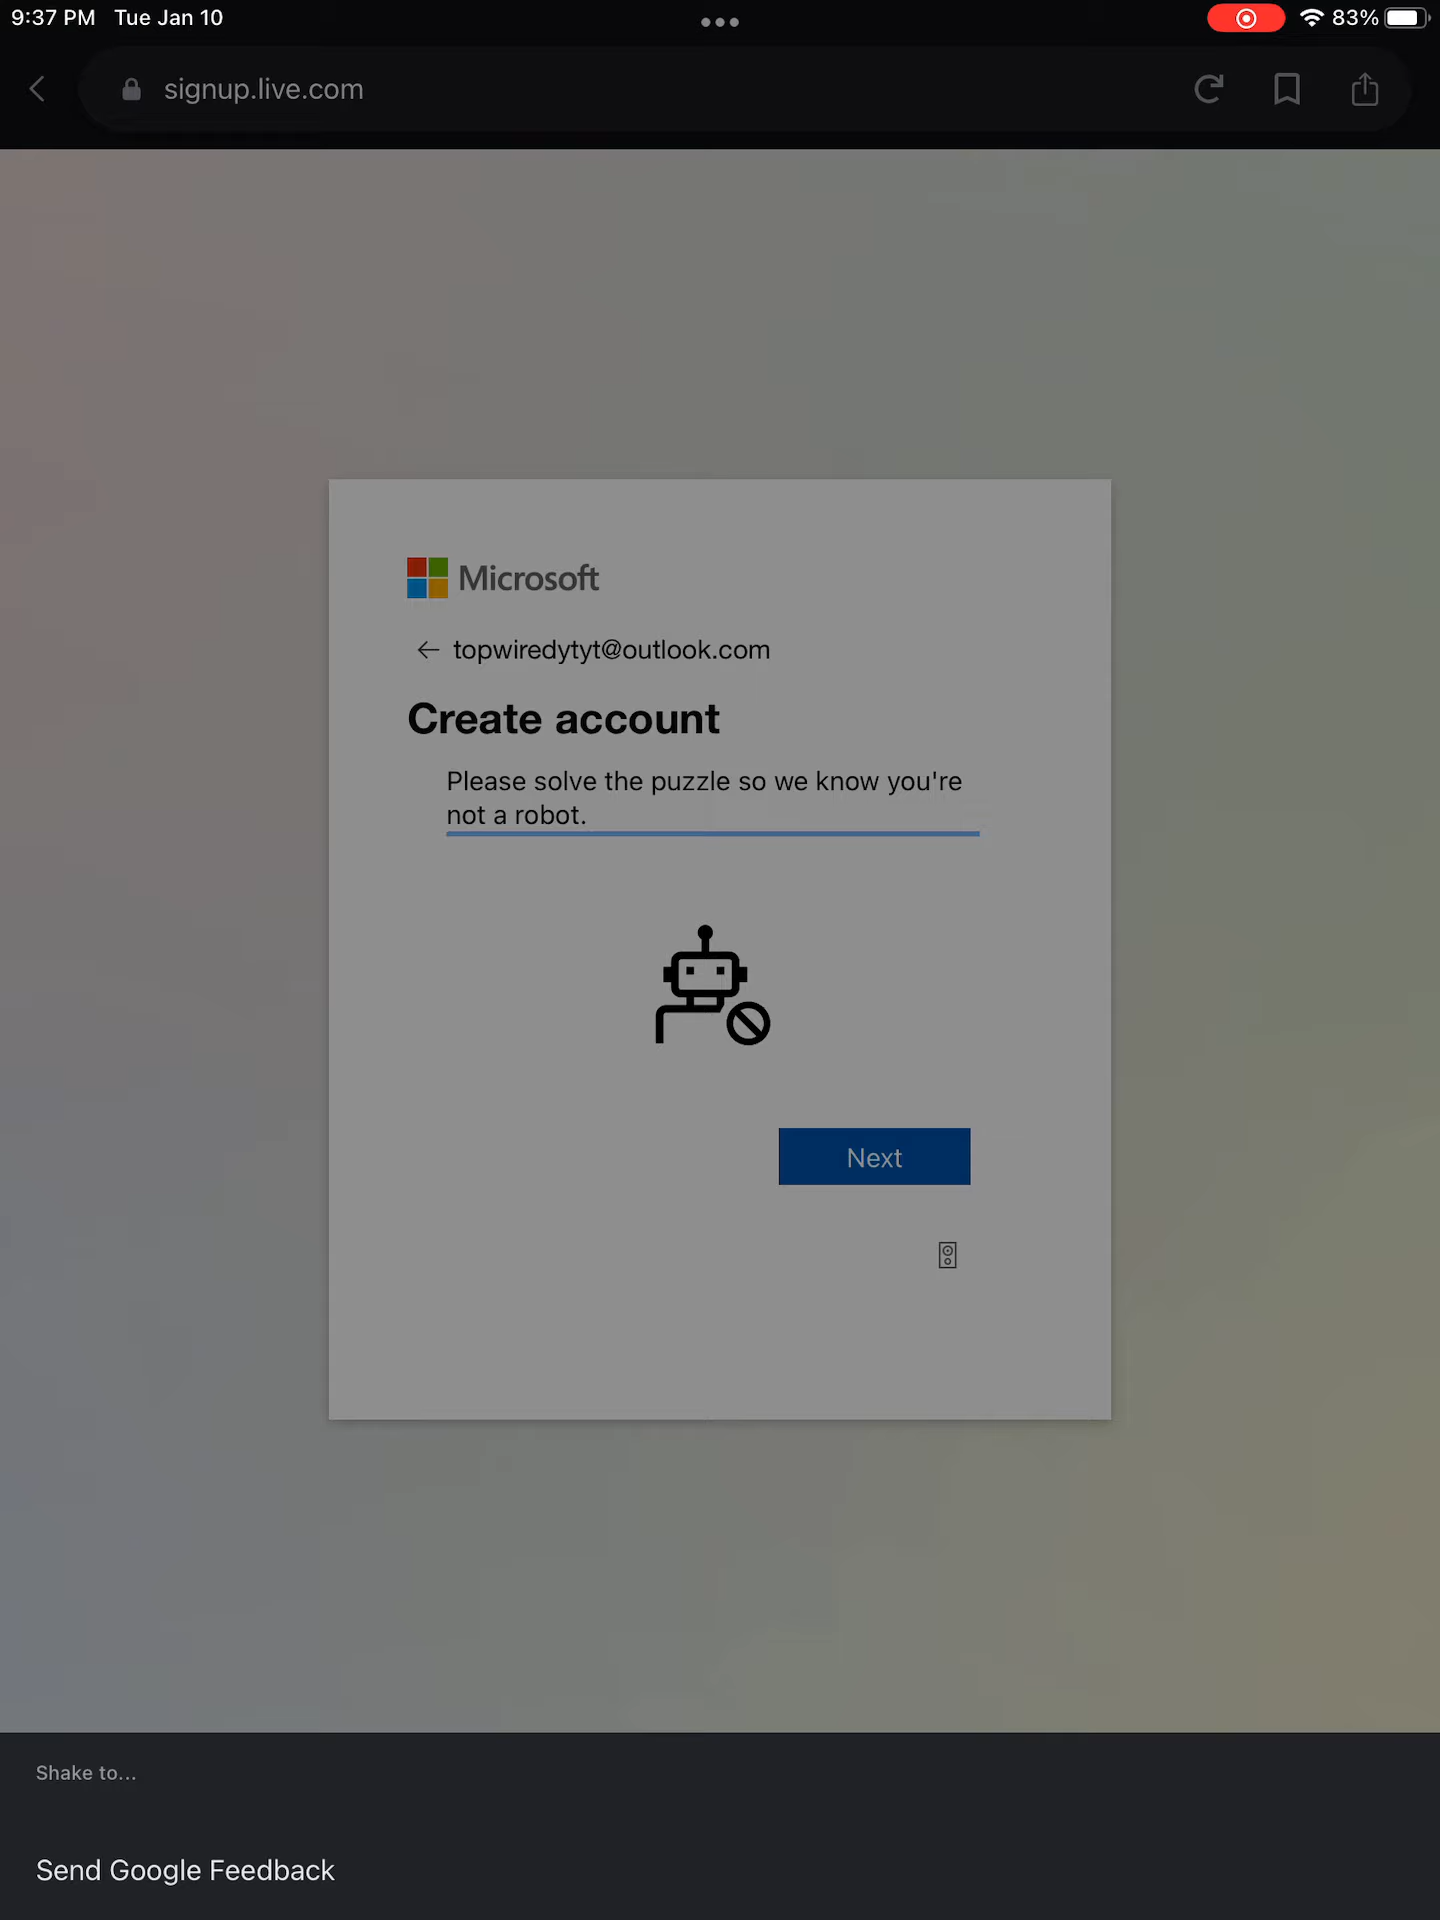 9:37 PM Tue Jan 10
83%
signup.live.com
Microsoft
topwiredytyt@outlook.com
Create account
Please solve the puzzle so we know you're
not a robot.
Next
Shake to...
Send Google Feedback